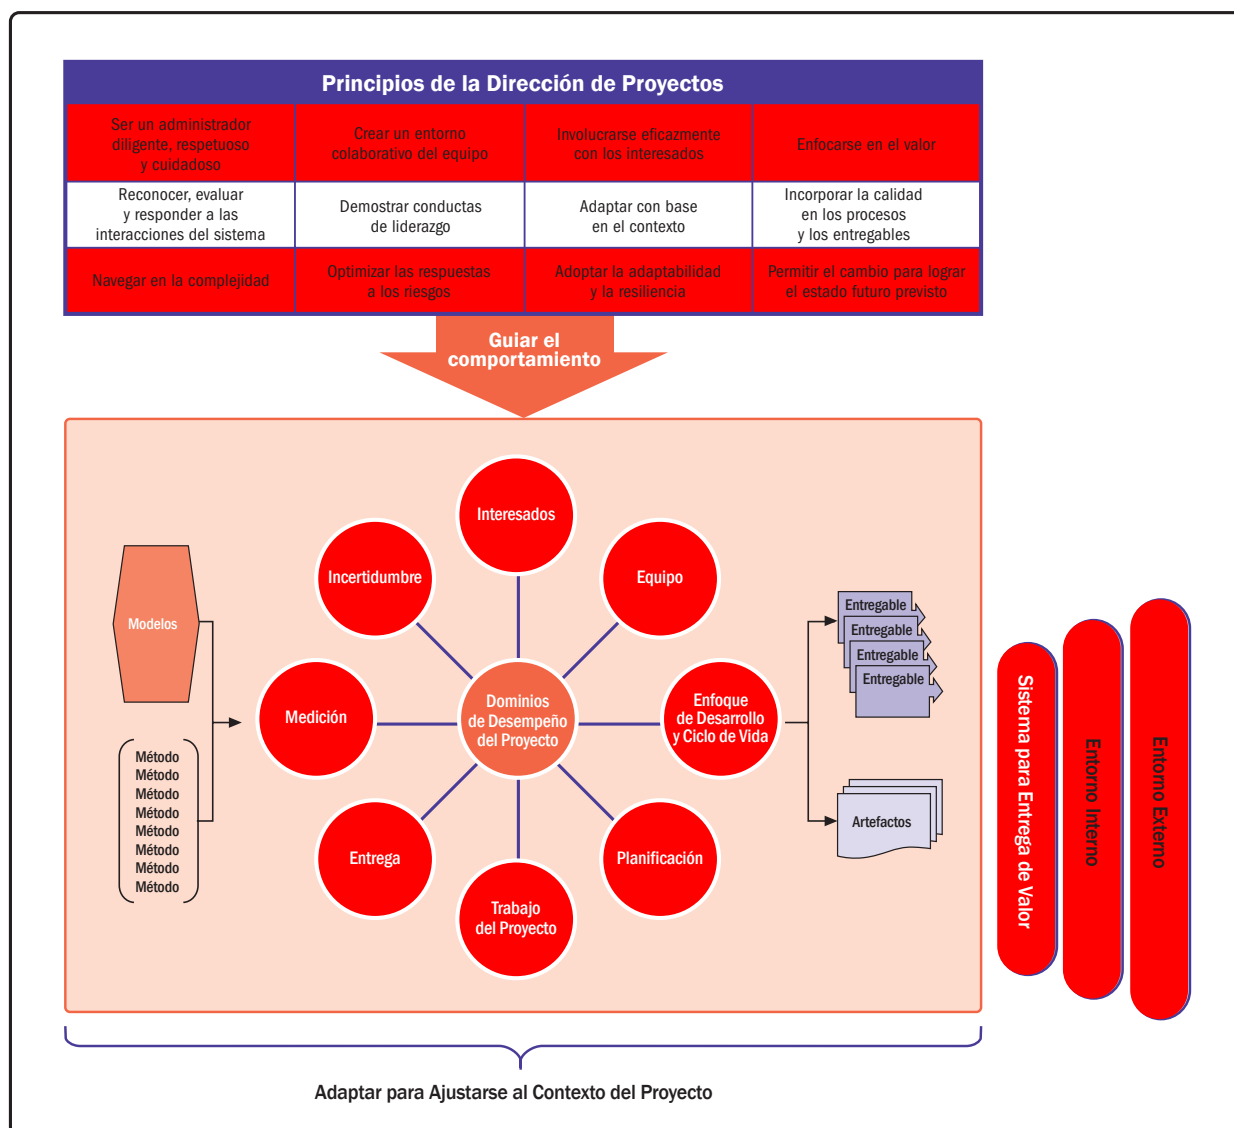 Principios de la Dirección de Proyectos
Ser un administrador
diligente, respetuoso
y cuidadoso
Crear un entorno
colaborativo del equipo
Involucrarse eficazmente
con los interesados
Enfocarse en el valor
Reconocer, evaluar
y responder a las
interacciones del sistema
Demostrar conductas
de liderazgo
Adaptar con base
en el contexto
Incorporar la calidad
en los procesos
y los entregables
Navegar en la complejidad
Optimizar las respuestas
a los riesgos
Adoptar la adaptabilidad
y la resiliencia
Permitir el cambio para lograr
el estado futuro previsto
Guiar el
comportamiento
Interesados
Incertidumbre
Equipo
Modelos
Medición
Dominios
de Desempeño
del Proyecto
Enfoque
de Desarrollo
y Ciclo de Vida
Entregable
Entregable
Entregable
Entregable
Método
Método
Método
Método
Método
Método
Método
Método
Entrega
Planificación
Trabajo
del Proyecto
Artefactos
Sistema para Entrega de Valor
Entorno Interno
Entorno Externo
Adaptar para Ajustarse al Contexto del Proyecto